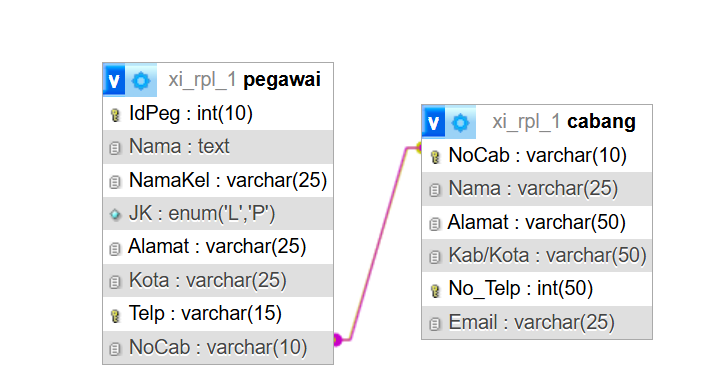 v xi_rpl_1 pegawai
IdPeg : int(10)
Nama : text
NamaKel : varchar(25)
JK : enum('L','P')
Alamat : varchar(25)
Kota : varchar(25)
Telp : varchar(15)
NoCab : varchar(10)
v xi_rpl_1 cabang
NoCab : varchar(10)
Nama : varchar(25)
Alamat : varchar(50)
Kab/Kota : varchar(50)
No_Telp : int(50)
Email : varchar(25)